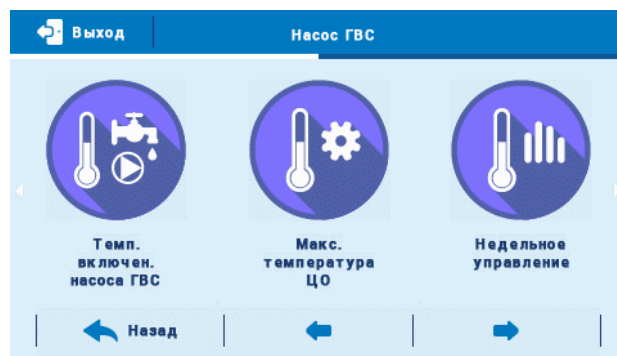 Выход
Насос ГВС
Темп.
включен.
насоса ГВС
Макс.
температура
ЦО
Недельное
управление
Назад